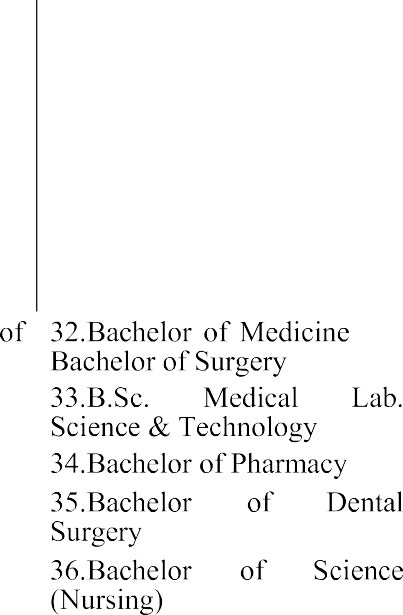 of 32.Bachelor of Medicine
Bachelor of Surgery
33.B.Sc. Medical Lab.
Science & Technology
34.Bachelor of Pharmacy
35.Bachelor of Dental
Surgery
36.Bachelor of Science
(Nursing)